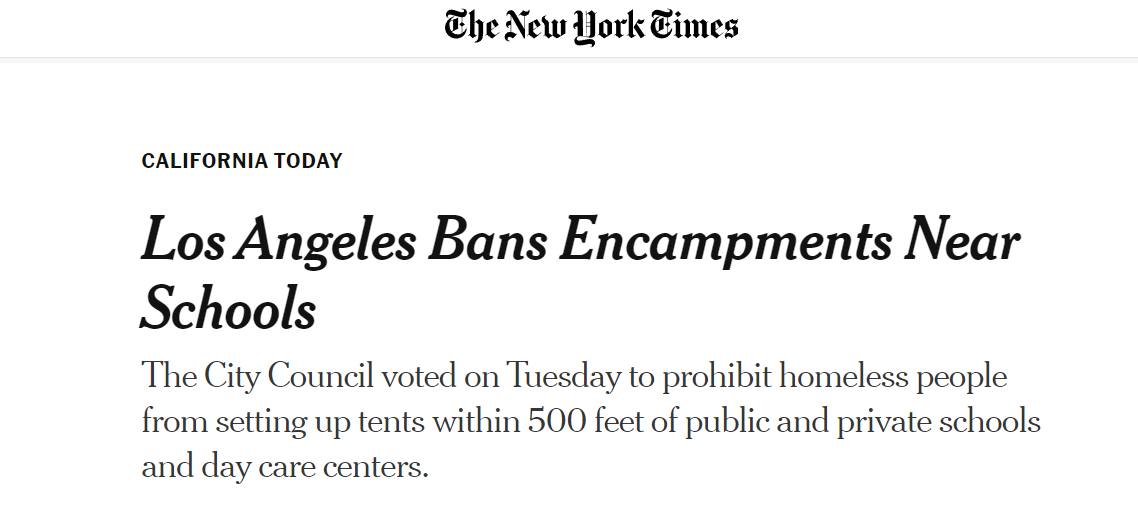 The New York Times
CALIFORNIA TODAY
Los Angeles Bans Encampments Near
Schools
The City Council voted on Tuesday to prohibit homeless people
from setting up tents within 500 feet of public and private schools
and day care centers.